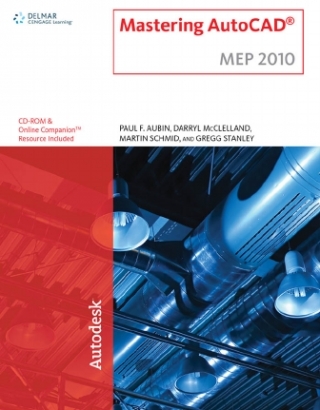 DELMAR
CENGAGE Learning™
Mastering AutoCAD®
MEP 2010
CD-ROM &
Online Companion™
Resource Included
PAUL F. AUBIN, DARRYL McCLELLAND,
MARTIN SCHMID, AND GREGG STANLEY
Autodesk